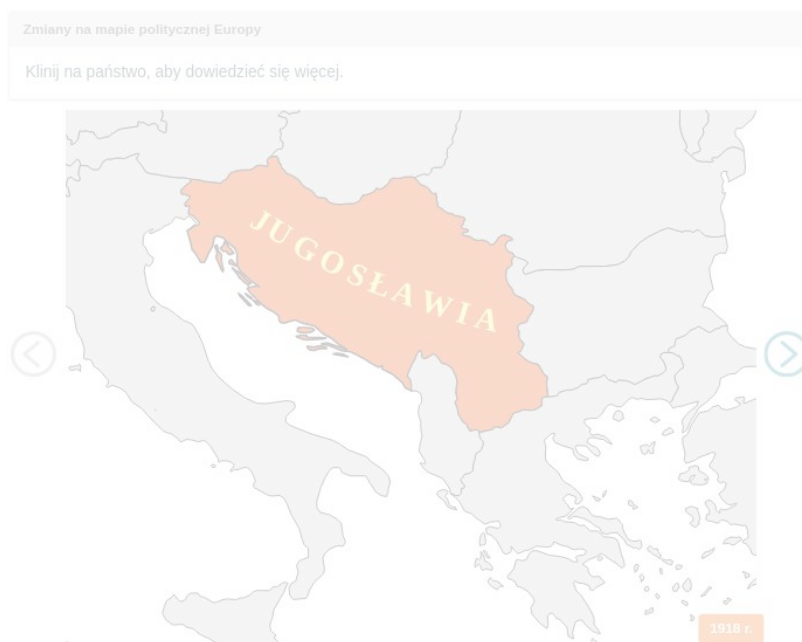 Zmiany na mapie politycznej Europy
Klinij na państwo, aby dowiedzieć się więcej.
JUGOSŁAWIA
1918 r.